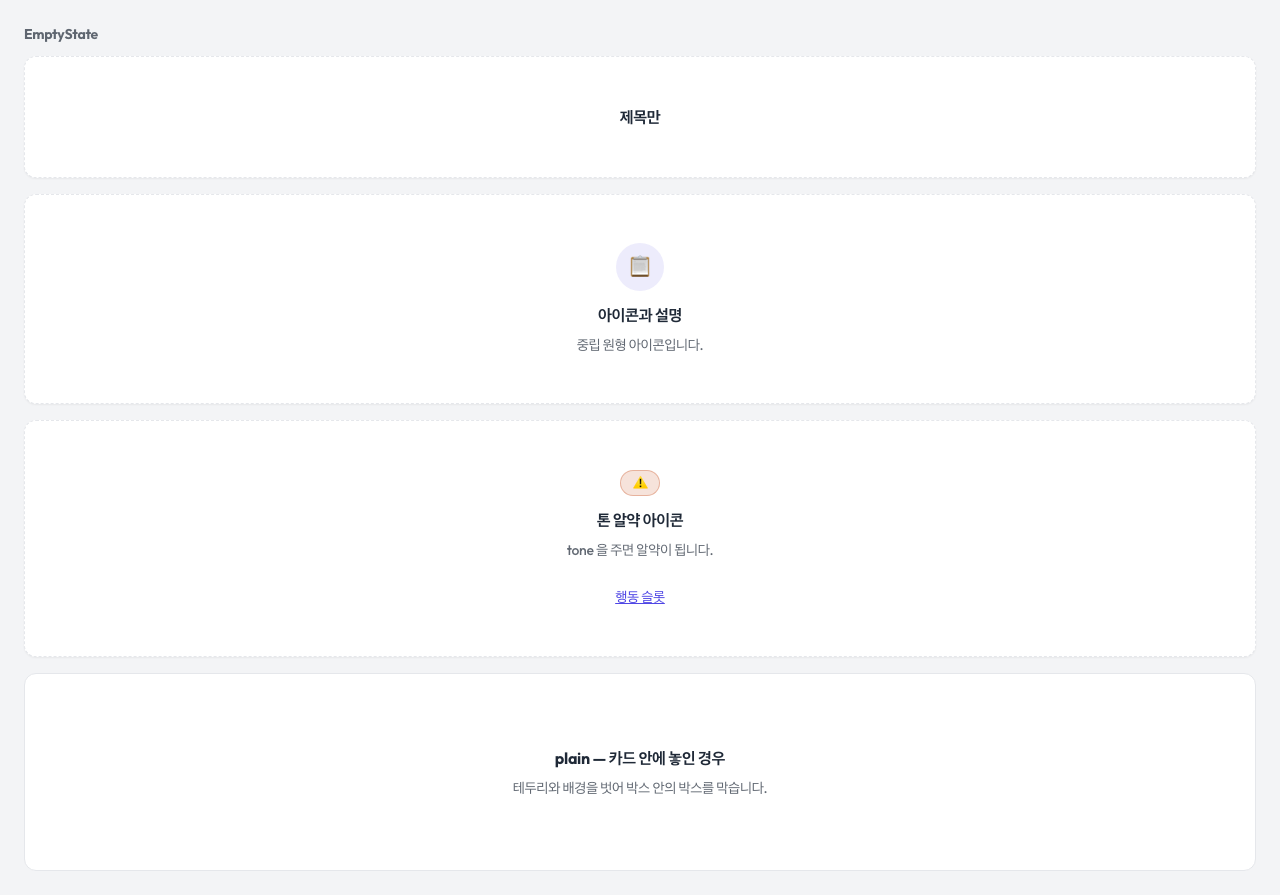 EmptyState
제목만
아이콘과 설명
중립 원형 아이콘입니다.
톤 알약 아이콘
tone 을 주면 알약이 됩니다.
행동 슬롯
plain — 카드 안에 놓인 경우
테두리와 배경을 벗어 박스 안의 박스를 막습니다.